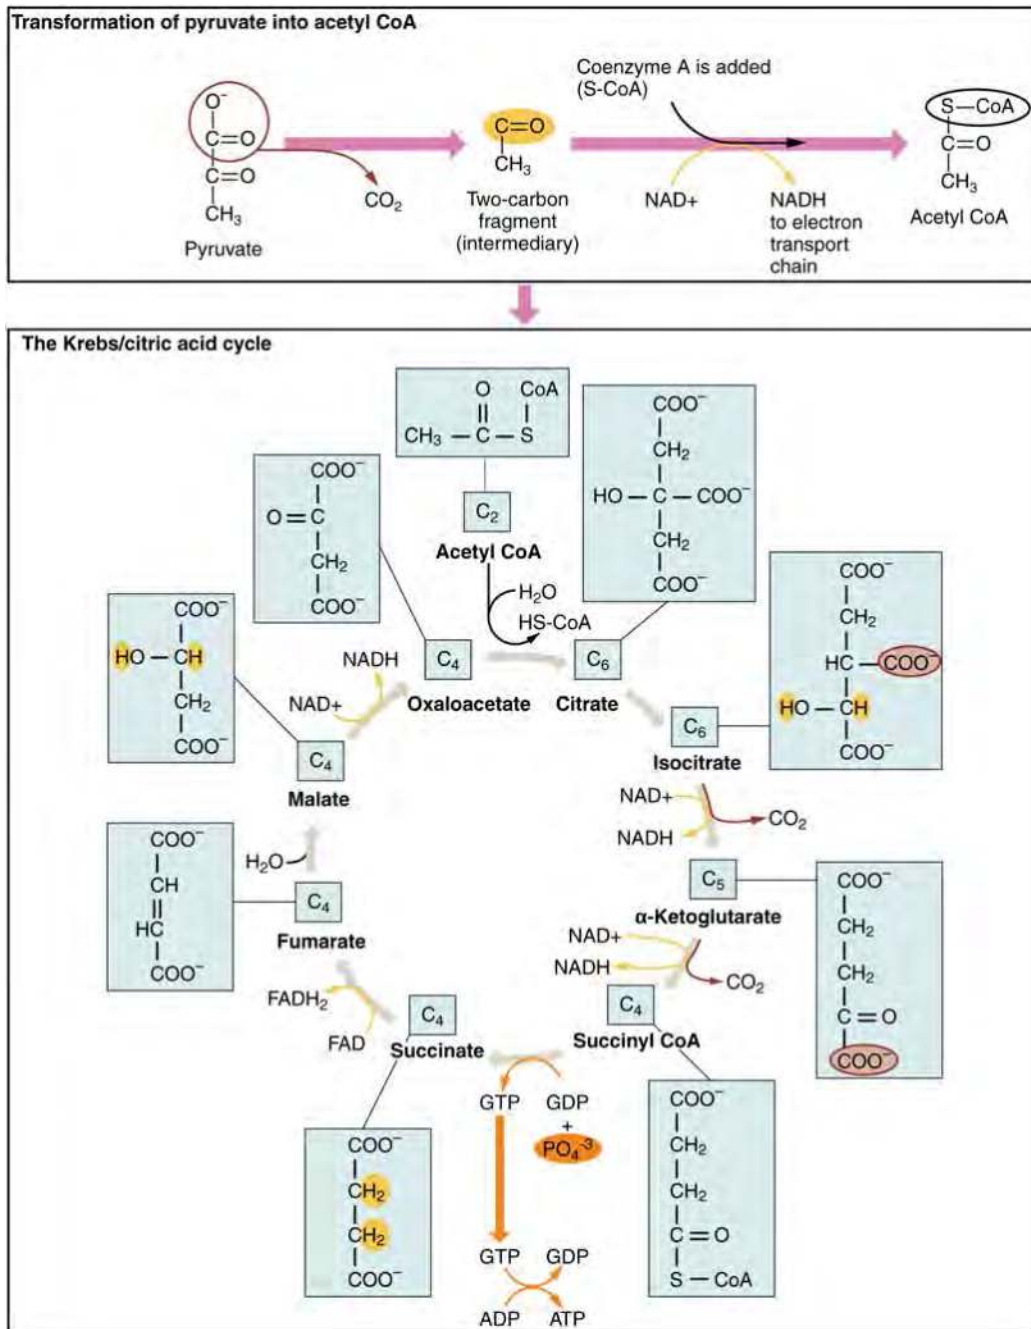 Transformation of pyruvate into acetyl CoA
O⁻
C=O
C=O
CH₃
Pyruvate
CO₂
C=O
CH₃
Two-carbon
fragment
(intermediary)
Coenzyme A is added
(S-CoA)
NAD+
NADH
to electron
transport
chain
S—CoA
C=O
CH₃
Acetyl CoA
The Krebs/citric acid cycle
O CoA
CH₃ — C — S
C₂
Acetyl CoA
H₂O
HS-CoA
COO⁻
O = C
CH₂
COO⁻
C₄
Oxaloacetate
COO⁻
CH₂
HO — C — COO⁻
CH₂
COO⁻
C₆
Citrate
COO⁻
CH₂
HC — COO⁻
HO — CH
COO⁻
C₆
Isocitrate
NAD+
NADH
CO₂
C₅
α-Ketoglutarate
COO⁻
CH₂
CH₂
C = O
COO⁻
NAD+
NADH
CO₂
C₄
Succinyl CoA
COO⁻
CH₂
CH₂
C = O
S — CoA
GTP GDP
+
PO₄⁻³
GTP GDP
ADP ATP
C₄
Succinate
COO⁻
CH₂
CH₂
COO⁻
FADH₂
FAD
C₄
Fumarate
COO⁻
CH
HC
COO⁻
H₂O
C₄
Malate
COO⁻
HO — CH
CH₂
COO⁻
NAD+
NADH